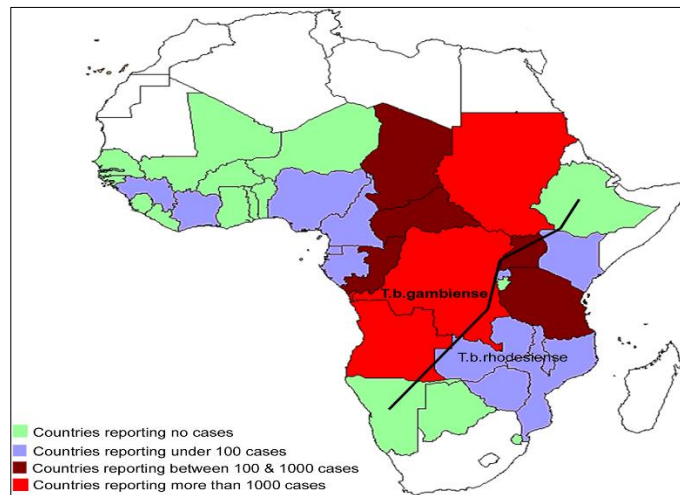 T.b.gambiense
T.b.rhodesiense
Countries reporting no cases
Countries reporting under 100 cases
Countries reporting between 100 & 1000 cases
Countries reporting more than 1000 cases